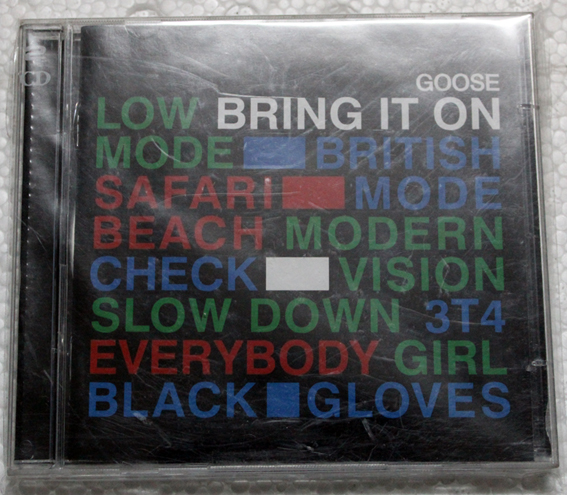 GOOSE
LOW BRING IT ON
MODE BRITISH
SAFARI MODE
BEACH MODERN
CHECK VISION
SLOW DOWN 3T4
EVERYBODY GIRL
BLACK GLOVES